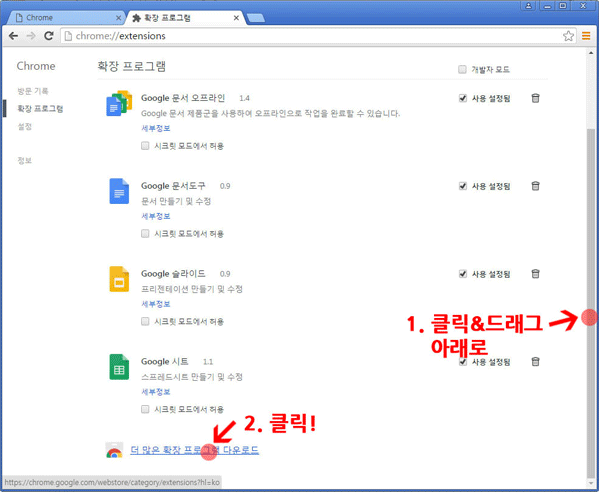 Chrome
확장 프로그램
chrome://extensions
Chrome
방문 기록
확장 프로그램
설정
정보
확장 프로그램
개발자 모드
Google 문서 오프라인 1.4
사용 설정됨
Google 문서 제품군을 사용하여 오프라인으로 작업을 완료할 수 있습니다.
세부정보
시크릿 모드에서 허용
Google 문서도구 0.9
사용 설정됨
문서 만들기 및 수정
세부정보
시크릿 모드에서 허용
Google 슬라이드 0.9
사용 설정됨
프리젠테이션 만들기 및 수정
세부정보
시크릿 모드에서 허용
1. 클릭&드래그
아래로
Google 시트 1.1
사용 설정됨
스프레드시트 만들기 및 수정
세부정보
시크릿 모드에서 허용
2. 클릭!
더 많은 확장 프로그램 다운로드
https://chrome.google.com/webstore/category/extensions?hl=ko